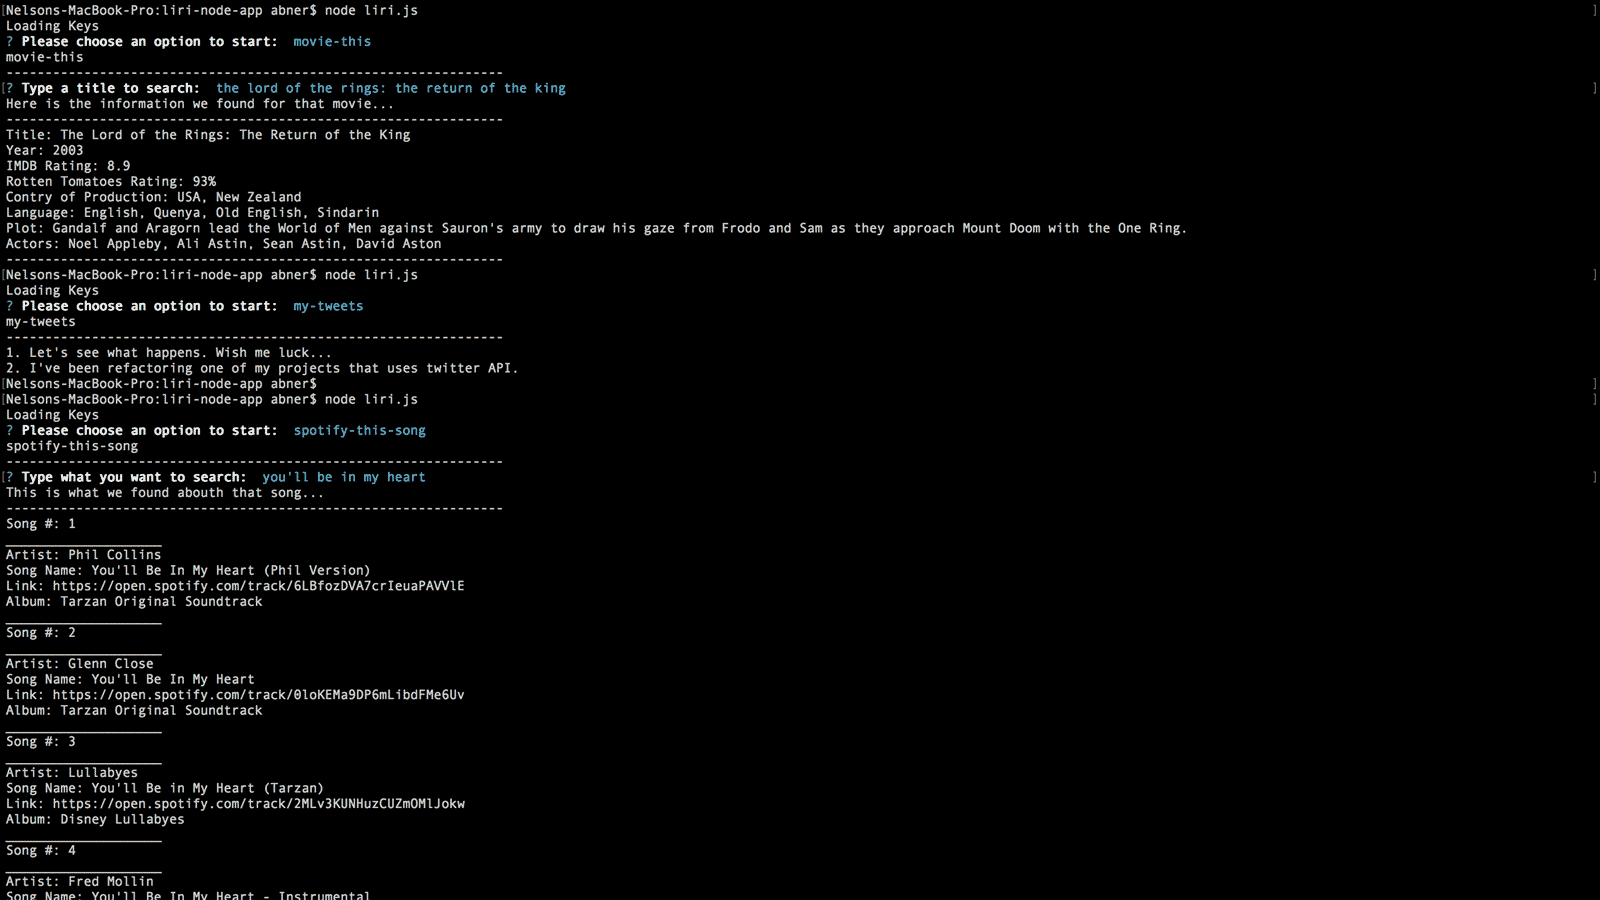 [Nelsons-MacBook-Pro:liri-node-app abner$ node liri.js ]
Loading Keys
? Please choose an option to start:  movie-this
movie-this
----------------------------------------------------------------
[? Type a title to search:  the lord of the rings: the return of the king ]
Here is the information we found for that movie...
----------------------------------------------------------------
Title: The Lord of the Rings: The Return of the King
Year: 2003
IMDB Rating: 8.9
Rotten Tomatoes Rating: 93%
Contry of Production: USA, New Zealand
Language: English, Quenya, Old English, Sindarin
Plot: Gandalf and Aragorn lead the World of Men against Sauron's army to draw his gaze from Frodo and Sam as they approach Mount Doom with the One Ring.
Actors: Noel Appleby, Ali Astin, Sean Astin, David Aston
----------------------------------------------------------------
[Nelsons-MacBook-Pro:liri-node-app abner$ node liri.js ]
Loading Keys
? Please choose an option to start:  my-tweets
my-tweets
----------------------------------------------------------------
1. Let's see what happens. Wish me luck...
2. I've been refactoring one of my projects that uses twitter API.
[Nelsons-MacBook-Pro:liri-node-app abner$ ]
[Nelsons-MacBook-Pro:liri-node-app abner$ node liri.js ]
Loading Keys
? Please choose an option to start:  spotify-this-song
spotify-this-song
----------------------------------------------------------------
[? Type what you want to search:  you'll be in my heart ]
This is what we found abouth that song...
----------------------------------------------------------------
Song #: 1
____________________
Artist: Phil Collins
Song Name: You'll Be In My Heart (Phil Version)
Link: https://open.spotify.com/track/6LBfozDVA7crIeuaPAVVlE
Album: Tarzan Original Soundtrack
____________________
Song #: 2
____________________
Artist: Glenn Close
Song Name: You'll Be In My Heart
Link: https://open.spotify.com/track/0loKEMa9DP6mLibdFMe6Uv
Album: Tarzan Original Soundtrack
____________________
Song #: 3
____________________
Artist: Lullabyes
Song Name: You'll Be in My Heart (Tarzan)
Link: https://open.spotify.com/track/2MLv3KUNHuzCUZmOMlJokw
Album: Disney Lullabyes
____________________
Song #: 4
____________________
Artist: Fred Mollin
Song Name: You'll Be In My Heart - Instrumental